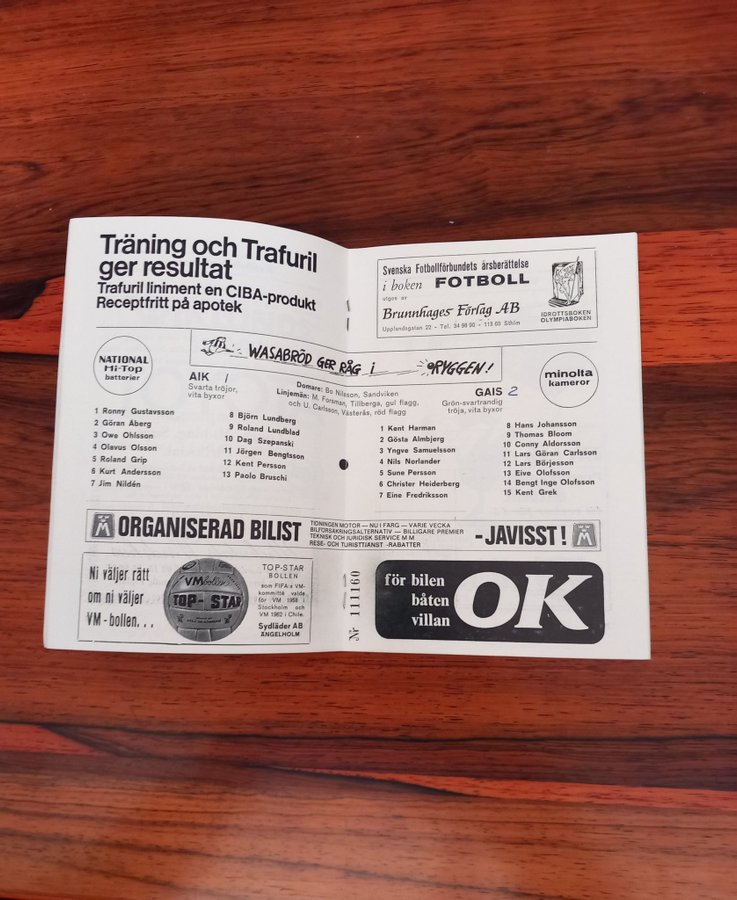 Träning och Trafuril
ger resultat
Trafuril liniment en CIBA-produkt
Receptfritt på apotek
Svenska Fotbollförbundets årsberättelse
i boken FOTBOLL
utges av
Brunnhages Förlag AB
Upplandsgatan 22 - Tel. 34 98 90 - 113 60 Sthlm
IDROTTSBOKEN
OLYMPIABOKEN
NATIONAL
Hi-Top
batterier
WASABRÖD GER RÅG i RYGGEN!
minolta
kameror
AIK 1
Svarta tröjor,
vita byxor
Domare: Bo Nilsson, Sandviken
Linjemän: M. Forsman, Tillberga, gul flagg,
och U. Carlsson, Västerås, röd flagg
GAIS 2
Grön-svartrandig
tröja, vita byxor
1 Ronny Gustavsson
2 Göran Åberg
3 Owe Ohlsson
4 Olavus Olsson
5 Roland Grip
6 Kurt Andersson
7 Jim Nildén
8 Björn Lundberg
9 Roland Lundblad
10 Dag Szepanski
11 Jörgen Bengtsson
12 Kent Persson
13 Paolo Bruschi
1 Kent Harman
2 Gösta Almbjerg
3 Yngve Samuelsson
4 Nils Norlander
5 Sune Persson
6 Christer Heiderberg
7 Eine Fredriksson
8 Hans Johansson
9 Thomas Bloom
10 Conny Aldorsson
11 Lars Göran Carlsson
12 Lars Börjesson
13 Eive Olofsson
14 Bengt Inge Olofsson
15 Kent Grek
M ORGANISERAD BILIST
TIDNINGEN MOTOR — NU I FÄRG — VARJE VECKA
BILFÖRSÄKRINGSALTERNATIV — BILLIGARE PREMIER
TEKNISK OCH JURIDISK SERVICE M M
RESE- OCH TURISTTJÄNST -RABATTER
- JAVISST! M
Ni väljer rätt
om ni väljer
VM-bollen...
VM bollen
TOP-STAR
TOP-STAR
BOLLEN
som FIFA:s VM-
kommitté valde
för VM 1958 i
Stockholm och
VM 1962 i Chile.
Sydläder AB
ÄNGELHOLM
Nr 111160
för bilen
båten
villan
OK